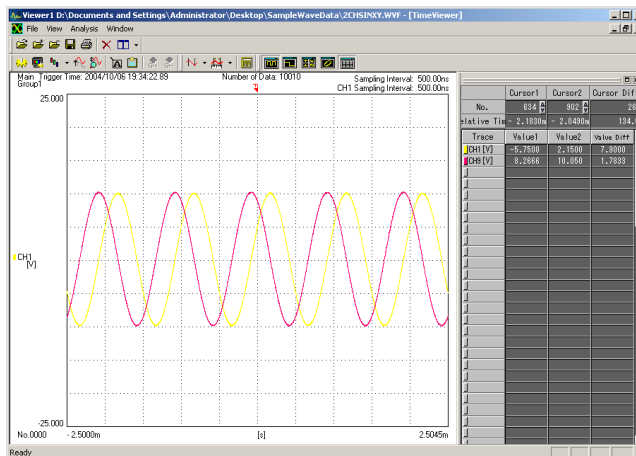 Viewer1 D:\Documents and Settings\Administrator\Desktop\SampleWaveData\2CHSINXY.WVF - [TimeViewer]
File View Analysis Window
Main Trigger Time: 2004/10/06 19:34:22.89 Number of Data: 10010 Sampling Interval: 500.00ns
Group1 CH1 Sampling Interval: 500.00ns
25.000
CH1
[V]
-25.000
No.0000 -2.5000m [s] 2.5045m
Cursor1 Cursor2 Cursor Dif
No. 634 902 26
elative Tim - 2.1830m - 2.0490m 134.
Trace Value1 Value2 Value Diff
CH1[V] -5.7500 2.1500 7.9000
CH9[V] 8.2666 10.050 1.7833
Ready